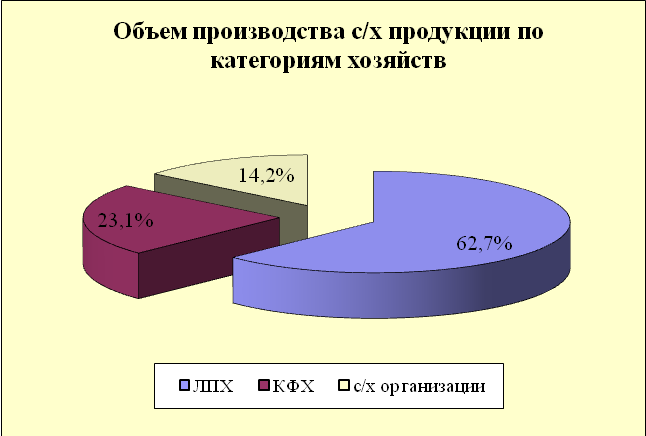 Объем производства с/х продукции по
категориям хозяйств
14,2%
23,1%
62,7%
ЛПХ КФХ с/х организации